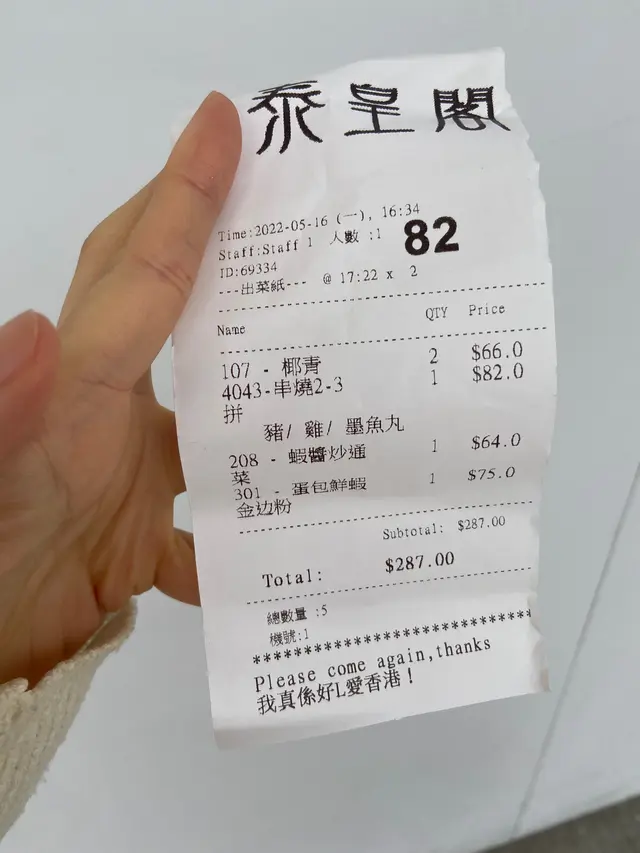 泰皇閣
Time:2022-05-16 (一), 16:34
Staff:Staff 1 人數 :1 82
ID:69334
---出菜紙--- @ 17:22 x 2
Name QTY Price
107 - 椰青 2 $66.0
4043-串燒2-3 1 $82.0
拼
豬/ 雞/ 墨魚丸
208 - 蝦醬炒通 1 $64.0
菜
301 - 蛋包鮮蝦 1 $75.0
金边粉
Subtotal: $287.00
Total: $287.00
總數量 :5
機號:1
******************************
Please come again,thanks
我真係好L愛香港！